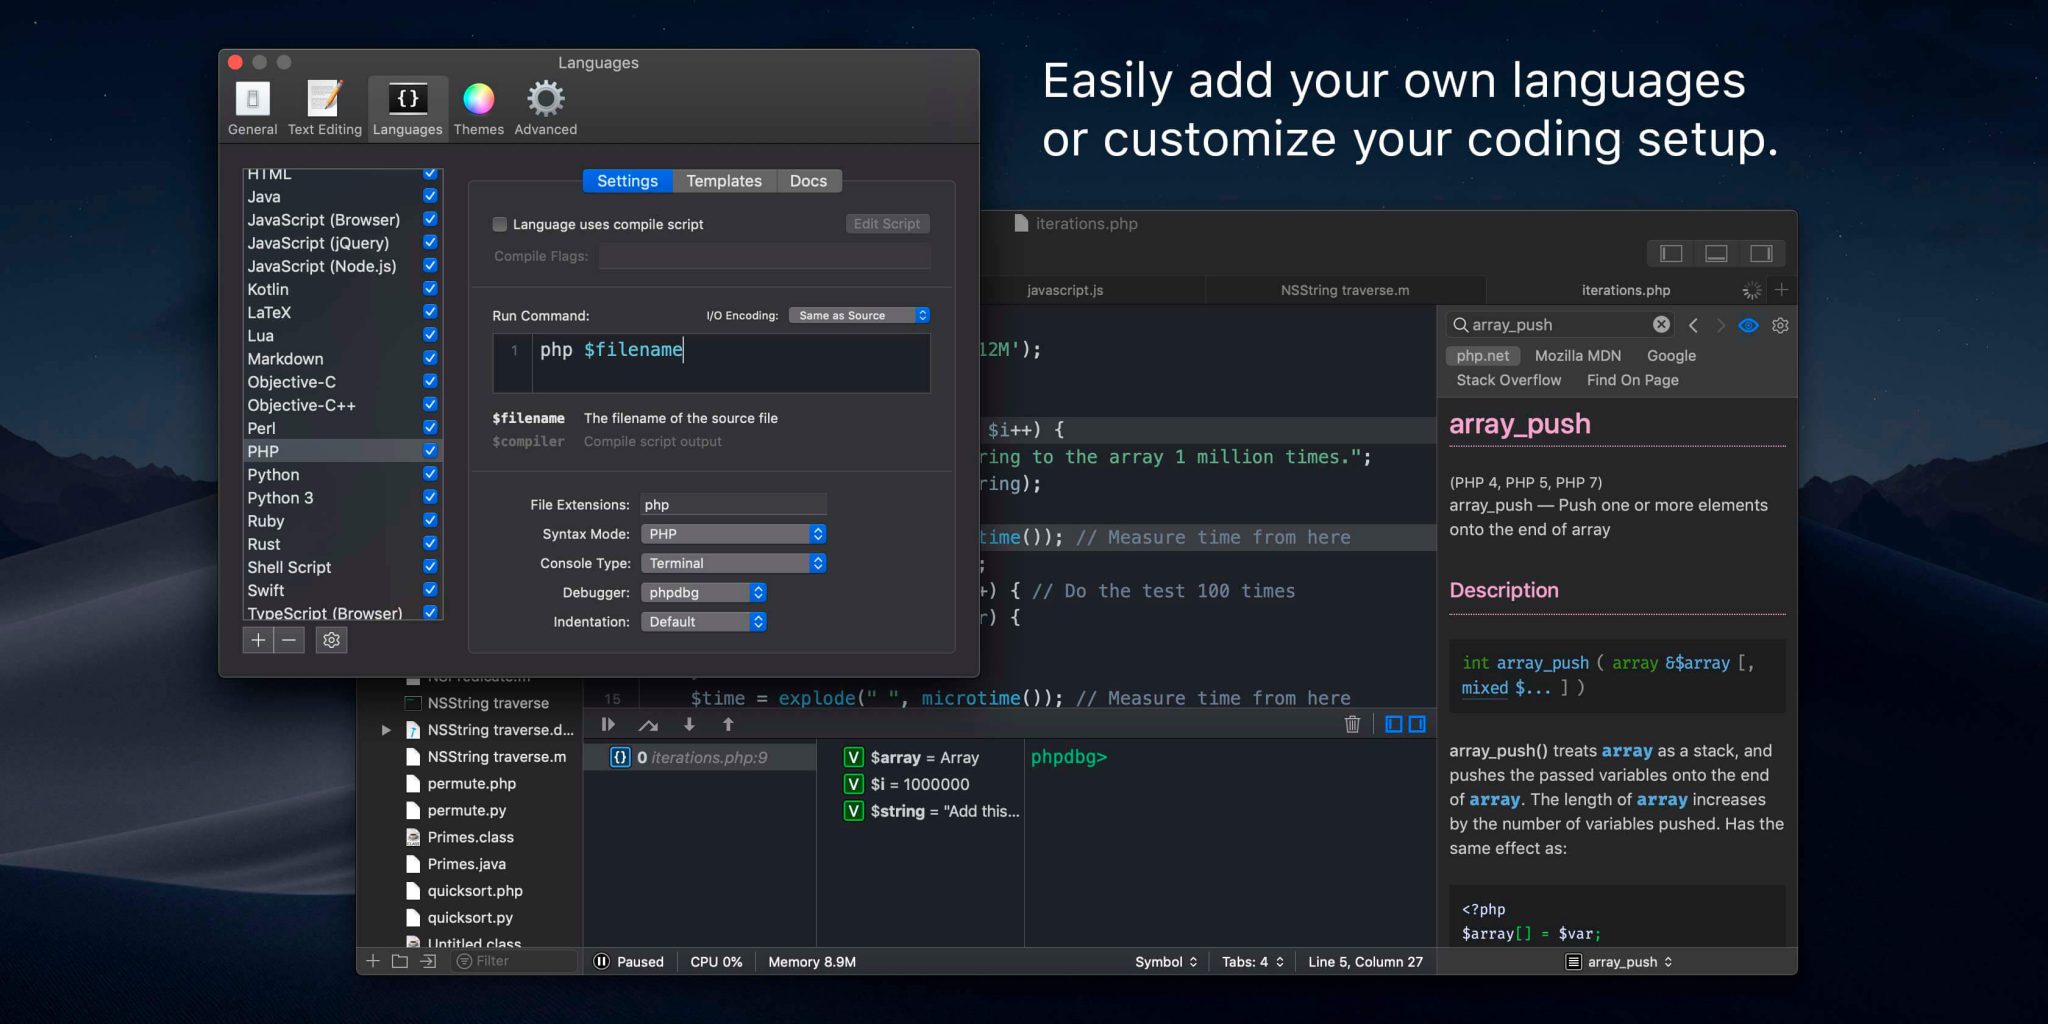 Languages
General Text Editing Languages Themes Advanced
Easily add your own languages
or customize your coding setup.
HTML
Java
JavaScript (Browser)
JavaScript (jQuery)
JavaScript (Node.js)
Kotlin
LaTeX
Lua
Markdown
Objective-C
Objective-C++
Perl
PHP
Python
Python 3
Ruby
Rust
Shell Script
Swift
TypeScript (Browser)
Settings Templates Docs
Language uses compile script Edit Script
Compile Flags:
Run Command: I/O Encoding: Same as Source
1 php $filename
$filename The filename of the source file
$compiler Compile script output
File Extensions: php
Syntax Mode: PHP
Console Type: Terminal
Debugger: phpdbg
Indentation: Default
iterations.php
javascript.js NSString traverse.m iterations.php
12M');
$i++) {
ring to the array 1 million times.";
ring);
time()); // Measure time from here
;
+) { // Do the test 100 times
r) {
15 $time = explode(" ", microtime()); // Measure time from here
array_push
php.net Mozilla MDN Google
Stack Overflow Find On Page
array_push
(PHP 4, PHP 5, PHP 7)
array_push — Push one or more elements
onto the end of array
Description
int array_push ( array &$array [,
mixed $... ] )
array_push() treats array as a stack, and
pushes the passed variables onto the end
of array. The length of array increases
by the number of variables pushed. Has the
same effect as:
<?php
$array[] = $var;
NSPredicate.m
NSString traverse
NSString traverse.d...
NSString traverse.m
permute.php
permute.py
Primes.class
Primes.java
quicksort.php
quicksort.py
Untitled.class
{} 0 iterations.php:9
V $array = Array
V $i = 1000000
V $string = "Add this...
phpdbg>
Filter
Paused CPU 0% Memory 8.9M
Symbol Tabs: 4 Line 5, Column 27
array_push